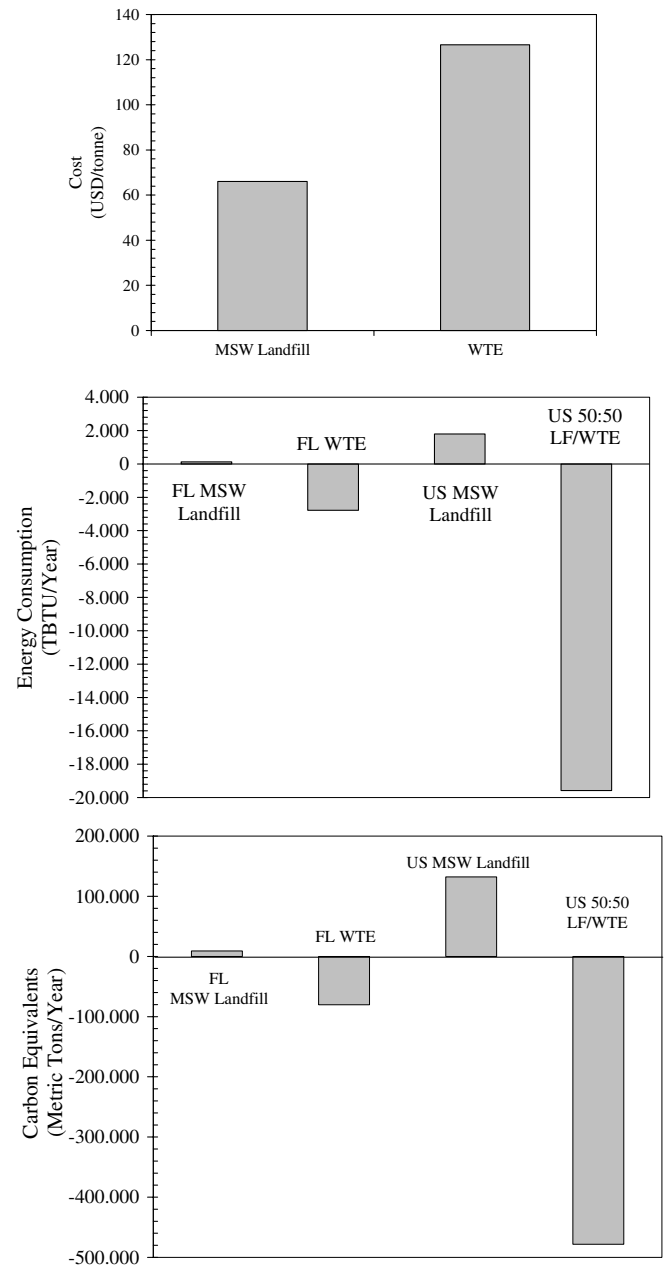 140
120
100
80
60
40
20
0
Cost
(USD/tonne)
MSW Landfill
WTE
4.000
2.000
0
-2.000
-4.000
-6.000
-8.000
-10.000
-12.000
-14.000
-16.000
-18.000
-20.000
Energy Consumption
(TBTU/Year)
FL MSW
Landfill
FL WTE
US MSW
Landfill
US 50:50
LF/WTE
200.000
100.000
0
-100.000
-200.000
-300.000
-400.000
-500.000
Carbon Equivalents
(Metric Tons/Year)
FL
MSW Landfill
FL WTE
US MSW Landfill
US 50:50
LF/WTE